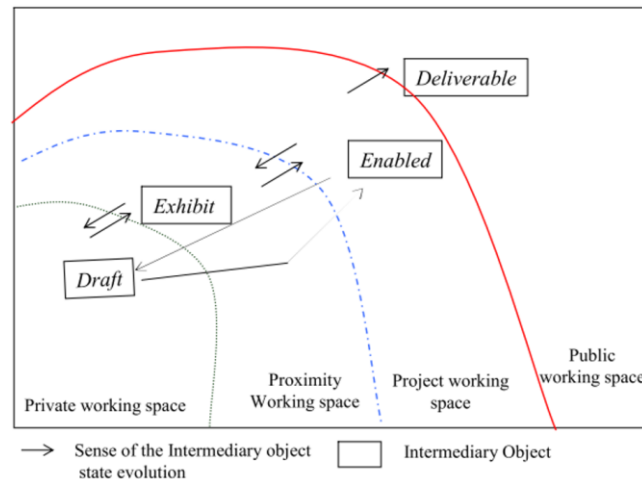 Deliverable
Enabled
Exhibit
Draft
Private working space
Proximity
Working space
Project working
space
Public
working space
Sense of the Intermediary object
state evolution
Intermediary Object